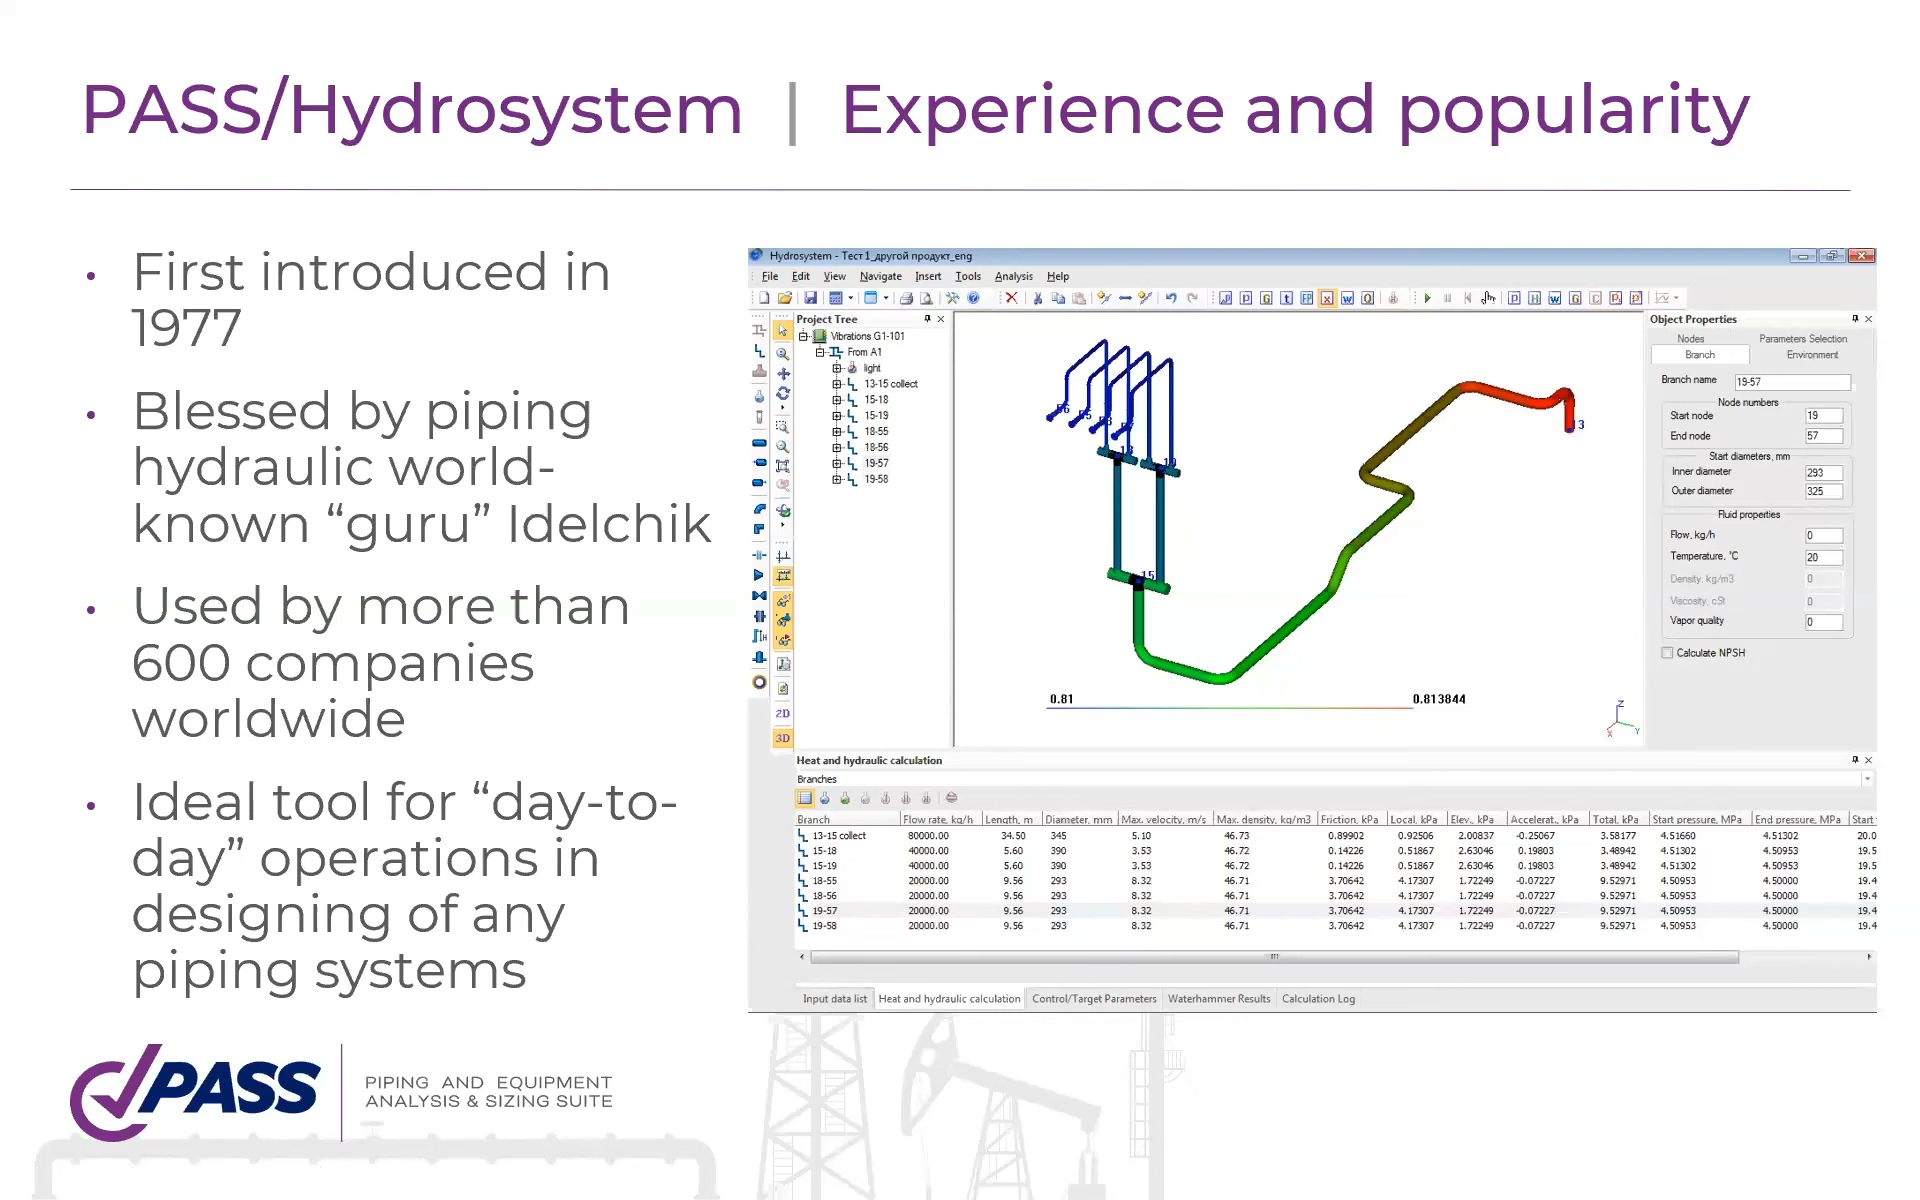 PASS/Hydrosystem | Experience and popularity
• First introduced in
1977
• Blessed by piping
hydraulic world-
known “guru” Idelchik
• Used by more than
600 companies
worldwide
• Ideal tool for “day-to-
day” operations in
designing of any
piping systems
PASS
PIPING AND EQUIPMENT
ANALYSIS & SIZING SUITE
Hydrosystem - Тест1_другой продукт_eng
File Edit View Navigate Insert Tools Analysis Help
Project Tree
Vibrations G1-101
From A1
light
13-15 collect
15-18
15-19
18-55
18-56
19-57
19-58
2D
3D
15
0.81 0.813844
Z
Y
X
Object Properties
Nodes Parameters Selection
Branch Environment
Branch name 19-57
Node numbers
Start node 19
End node 57
Start diameters, mm
Inner diameter 293
Outer diameter 325
Fluid properties
Flow, kg/h 0
Temperature, °C 20
Density, kg/m3 0
Viscosity, cSt 0
Vapor quality 0
Calculate NPSH
Heat and hydraulic calculation
Branches
Branch Flow rate, kg/h Length, m Diameter, mm Max. velocity, m/s Max. density, kg/m3 Friction, kPa Local, kPa Elev., kPa Accelerat., kPa Total, kPa Start pressure, MPa End pressure, MPa Start
13-15 collect 80000.00 34.50 345 5.10 46.73 0.89902 0.92506 2.00837 -0.25067 3.58177 4.51660 4.51302 20.0
15-18 40000.00 5.60 390 3.53 46.72 0.14226 0.51867 2.63046 0.19803 3.48942 4.51302 4.50953 19.5
15-19 40000.00 5.60 390 3.53 46.72 0.14226 0.51867 2.63046 0.19803 3.48942 4.51302 4.50953 19.5
18-55 20000.00 9.56 293 8.32 46.71 3.70642 4.17307 1.72249 -0.07227 9.52971 4.50953 4.50000 19.4
18-56 20000.00 9.56 293 8.32 46.71 3.70642 4.17307 1.72249 -0.07227 9.52971 4.50953 4.50000 19.4
19-57 20000.00 9.56 293 8.32 46.71 3.70642 4.17307 1.72249 -0.07227 9.52971 4.50953 4.50000 19.4
19-58 20000.00 9.56 293 8.32 46.71 3.70642 4.17307 1.72249 -0.07227 9.52971 4.50953 4.50000 19.4
Input data list Heat and hydraulic calculation Control/Target Parameters Waterhammer Results Calculation Log